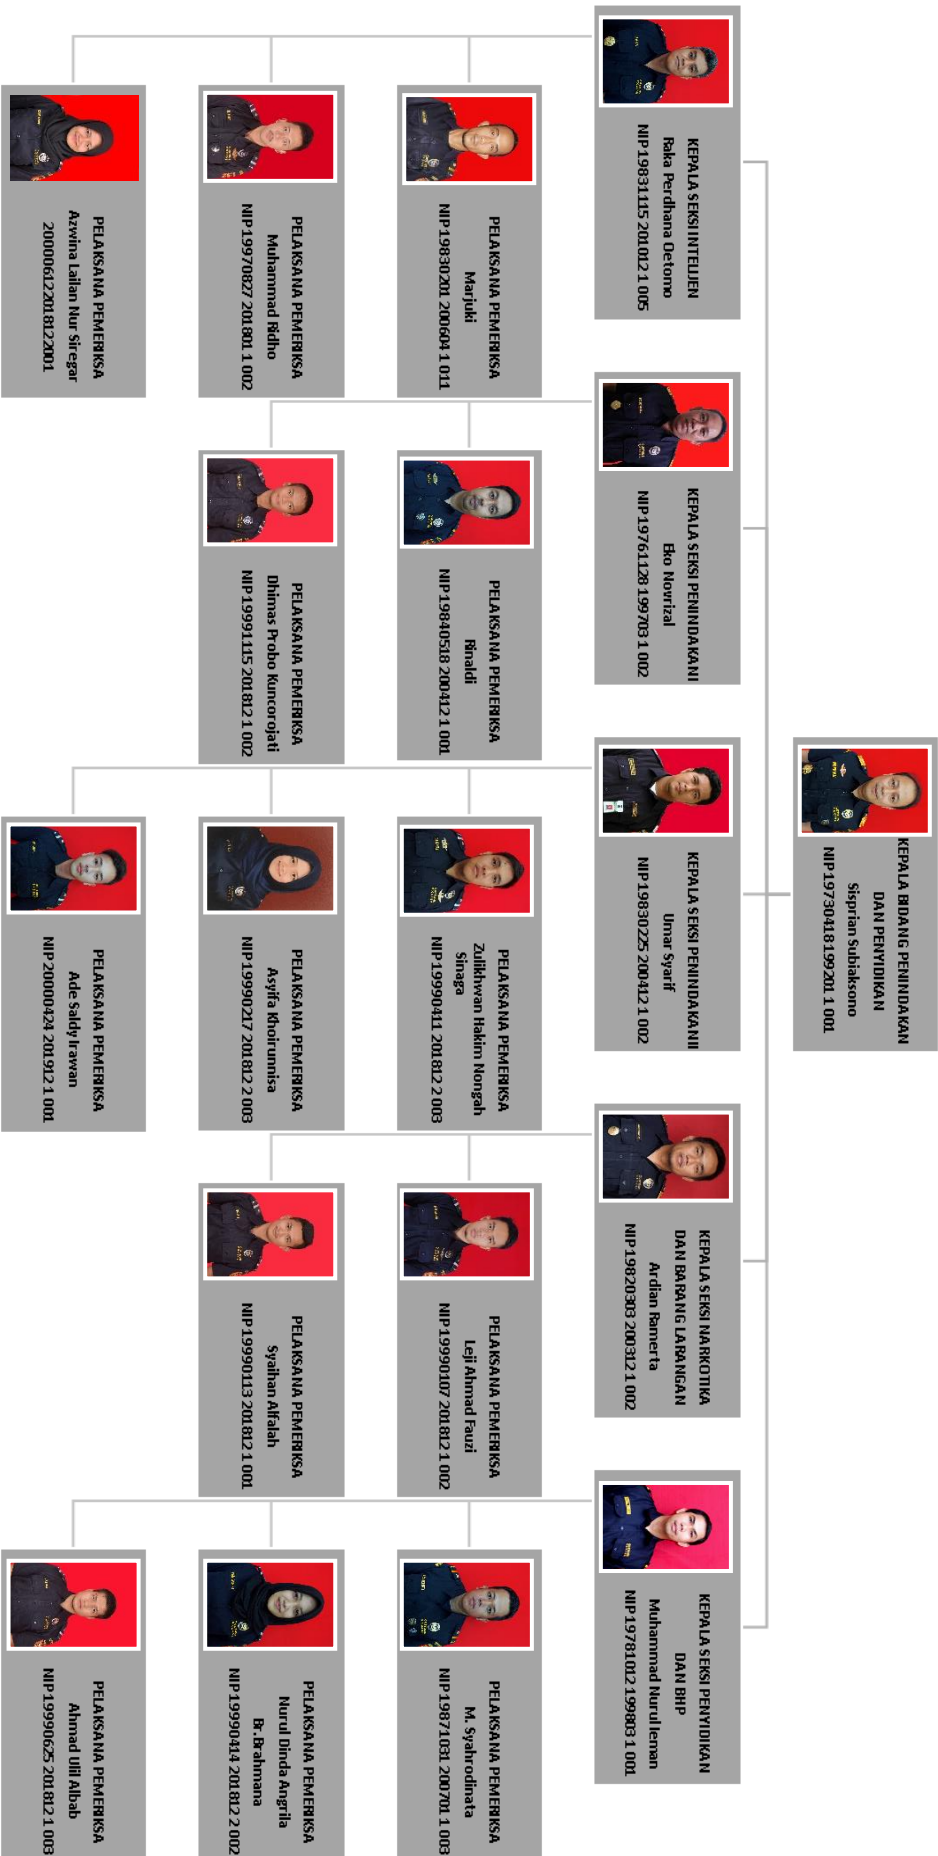 KEPALA BIDANG PENINDAKAN
DAN PENYIDIKAN
Sisprian Subiaksono
NIP 19730418 199201 1 001
KEPALA SEKSI INTELIJEN
Raka Perdhana Oetomo
NIP 19831115 201012 1 005
KEPALA SEKSI PENINDAKAN I
Eko Novrizal
NIP 19761128 199703 1 002
KEPALA SEKSI PENINDAKAN II
Umar Syarif
NIP 19830225 200412 1 002
KEPALA SEKSI NARKOTIKA
DAN BARANG LARANGAN
Ardian Ramerta
NIP 19820303 200312 1 002
KEPALA SEKSI PENYIDIKAN
DAN BHP
Muhammad Nurul Ieman
NIP 19781012 199803 1 001
PELAKSANA PEMERIKSA
Marjuki
NIP 19830201 200604 1 011
PELAKSANA PEMERIKSA
Rinaldi
NIP 19840518 200412 1 001
PELAKSANA PEMERIKSA
Zulikhwan Hakim Nongah
Sinaga
NIP 19990411 201812 2 003
PELAKSANA PEMERIKSA
Leji Ahmad Fauzi
NIP 19990107 201812 1 002
PELAKSANA PEMERIKSA
M. Syahrodinata
NIP 19871031 200701 1 003
PELAKSANA PEMERIKSA
Muhammad Ridho
NIP 19970827 201801 1 002
PELAKSANA PEMERIKSA
Dhimas Probo Kuncorojati
NIP 19991115 201812 1 002
PELAKSANA PEMERIKSA
Asyifa Khoirunnisa
NIP 19990217 201812 2 003
PELAKSANA PEMERIKSA
Syaihan Alfalah
NIP 19990113 201812 1 001
PELAKSANA PEMERIKSA
Nurul Dinda Angrila
Br.Brahmana
NIP 19990414 201812 2 002
PELAKSANA PEMERIKSA
Azwina Lailan Nur Siregar
200006122018122001
PELAKSANA PEMERIKSA
Ade Saldy Irawan
NIP 20000424 201912 1 001
PELAKSANA PEMERIKSA
Ahmad Ulil Albab
NIP 19990625 201812 1 003